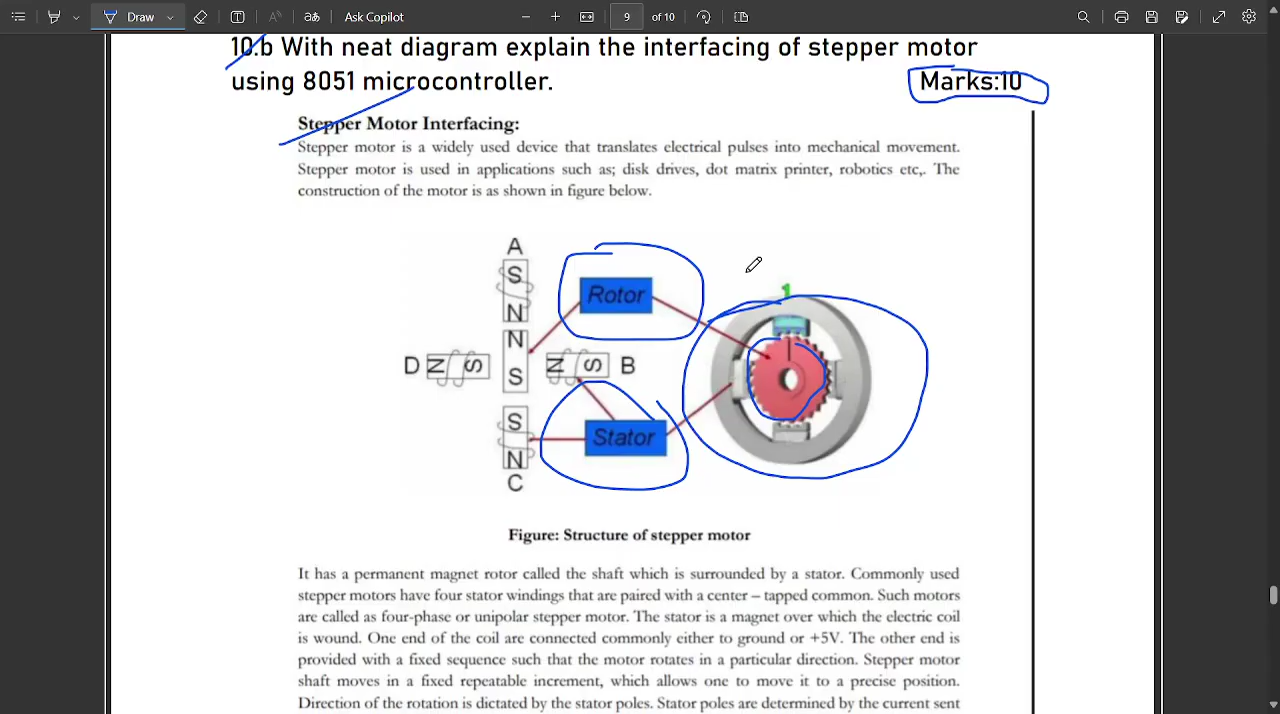 Draw
Ask Copilot
9 of 10
10.b With neat diagram explain the interfacing of stepper motor
using 8051 microcontroller. Marks:10
Stepper Motor Interfacing:
Stepper motor is a widely used device that translates electrical pulses into mechanical movement.
Stepper motor is used in applications such as; disk drives, dot matrix printer, robotics etc,. The
construction of the motor is as shown in figure below.
A
S
N
Rotor
1
N
S
D N S
N S B
S
N
Stator
C
Figure: Structure of stepper motor
It has a permanent magnet rotor called the shaft which is surrounded by a stator. Commonly used
stepper motors have four stator windings that are paired with a center – tapped common. Such motors
are called as four-phase or unipolar stepper motor. The stator is a magnet over which the electric coil
is wound. One end of the coil are connected commonly either to ground or +5V. The other end is
provided with a fixed sequence such that the motor rotates in a particular direction. Stepper motor
shaft moves in a fixed repeatable increment, which allows one to move it to a precise position.
Direction of the rotation is dictated by the stator poles. Stator poles are determined by the current sent